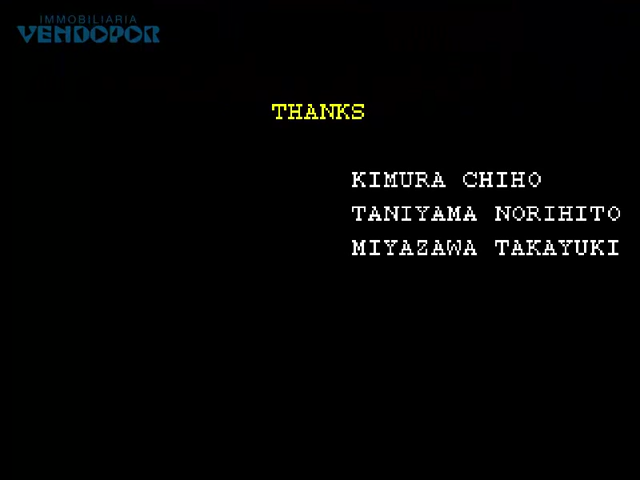 IMMOBILIARIA
VENDOPOR
THANKS
KIMURA CHIHO
TANIYAMA NORIHITO
MIYAZAWA TAKAYUKI